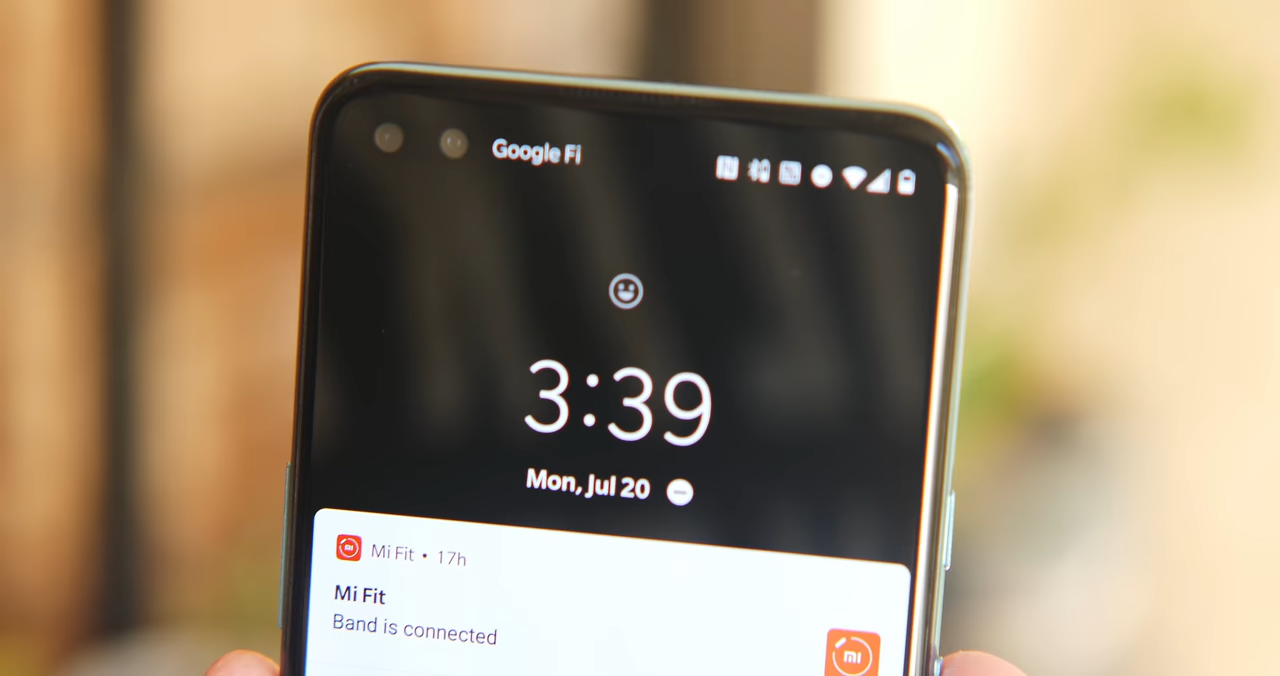 Google Fi
3:39
Mon, Jul 20
Mi Fit • 17h
Mi Fit
Band is connected